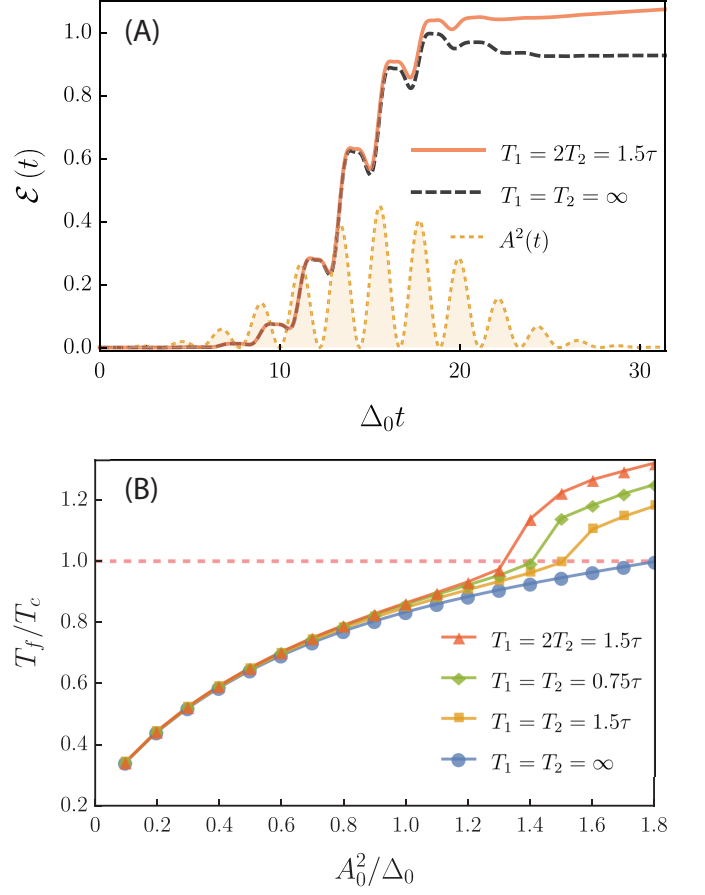 (A)
1.0
0.8
0.6
0.4
0.2
0.0
ℰ(t)
T₁ = 2T₂ = 1.5τ
T₁ = T₂ = ∞
A²(t)
0 10 20 30
Δ₀t
(B)
1.2
1.0
0.8
0.6
0.4
0.2
T_f/T_c
T₁ = 2T₂ = 1.5τ
T₁ = T₂ = 0.75τ
T₁ = T₂ = 1.5τ
T₁ = T₂ = ∞
0 0.2 0.4 0.6 0.8 1.0 1.2 1.4 1.6 1.8
A₀²/Δ₀